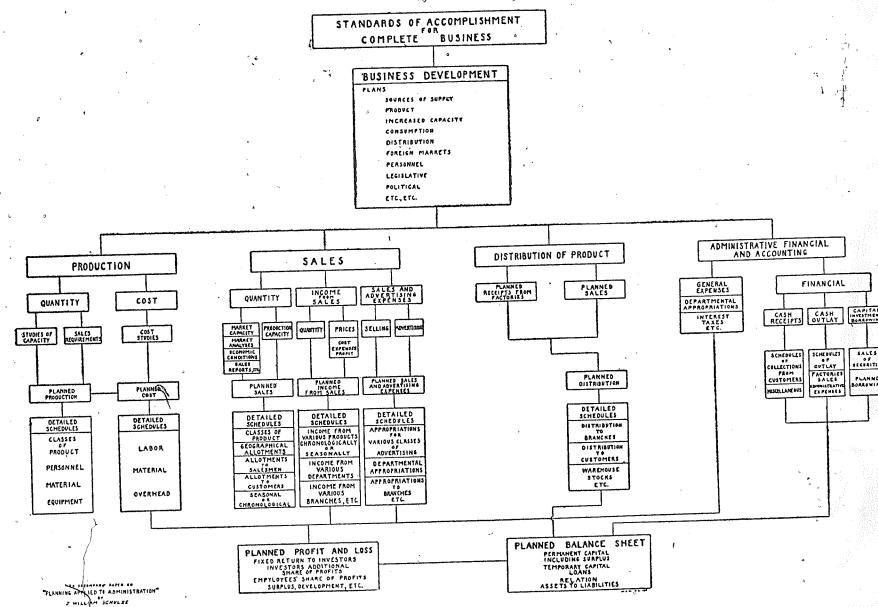 STANDARDS OF ACCOMPLISHMENT
FOR
COMPLETE BUSINESS
BUSINESS DEVELOPMENT
PLANS
SOURCES OF SUPPLY
PRODUCT
INCREASED CAPACITY
CONSUMPTION
DISTRIBUTION
FOREIGN MARKETS
PERSONNEL
LEGISLATIVE
POLITICAL
ETC., ETC.
PRODUCTION
QUANTITY
COST
STUDIES OF
CAPACITY
SALES
REQUIREMENTS
COST
STUDIES
PLANNED
PRODUCTION
PLANNED
COST
DETAILED
SCHEDULES
CLASSES
OF
PRODUCT
PERSONNEL
MATERIAL
EQUIPMENT
DETAILED
SCHEDULES
LABOR
MATERIAL
OVERHEAD
SALES
QUANTITY
INCOME
FROM
SALES
SALES AND
ADVERTISING
EXPENSES
MARKET
CAPACITY
MARKET
ANALYSES
ECONOMIC
CONDITIONS
SALES
REPORTS, ETC.
PRODUCTION
CAPACITY
QUANTITY
PRICES
COST
EXPENSES
PROFIT
SELLING
ADVERTISING
PLANNED
SALES
PLANNED
INCOME
FROM SALES
PLANNED SALES
AND ADVERTISING
EXPENSES
DETAILED
SCHEDULES
CLASSES OF
PRODUCT
GEOGRAPHICAL
ALLOTMENTS
ALLOTMENTS
TO
SALESMEN
ALLOTMENTS
TO
CUSTOMERS
SEASONAL
OR
CHRONOLOGICAL
DETAILED
SCHEDULES
INCOME FROM
VARIOUS PRODUCTS
CHRONOLOGICALLY
OR
SEASONALLY
INCOME FROM
VARIOUS
DEPARTMENTS
INCOME FROM
VARIOUS
BRANCHES, ETC
DETAILED
SCHEDULES
APPROPRIATIONS
FOR
VARIOUS CLASSES
OF
ADVERTISING
DEPARTMENTAL
APPROPRIATIONS
APPROPRIATIONS
TO
BRANCHES
ETC.
DISTRIBUTION OF PRODUCT
PLANNED
RECEIPTS FROM
FACTORIES
PLANNED
SALES
PLANNED
DISTRIBUTION
DETAILED
SCHEDULES
DISTRIBUTION
TO
BRANCHES
DISTRIBUTION
TO
CUSTOMERS
WAREHOUSE
STOCKS
ETC.
ADMINISTRATIVE FINANCIAL
AND ACCOUNTING
GENERAL
EXPENSES
DEPARTMENTAL
APPROPRIATIONS
INTEREST
TAXES
ETC.
FINANCIAL
CASH
RECEIPTS
CASH
OUTLAY
CAPITAL
INVESTMENT
SCHEDULES
OF
COLLECTIONS
FROM
CUSTOMERS
MISCELLANEOUS
SCHEDULES
OF
OUTLAY
FACTORIES
SALES
ADMINISTRATIVE
EXPENSES
SALES
OF
PLANNED PROFIT AND LOSS
FIXED RETURN TO INVESTORS
INVESTORS ADDITIONAL
SHARE OF PROFITS
EMPLOYEES' SHARE OF PROFITS
SURPLUS, DEVELOPMENT, ETC.
PLANNED BALANCE SHEET
PERMANENT CAPITAL
INCLUDING SURPLUS
TEMPORARY CAPITAL
LOANS
RELATION
ASSETS TO LIABILITIES
PAPER ON
"PLANNING APPLIED TO ADMINISTRATION"
BY
J WILLIAM SCHULZE